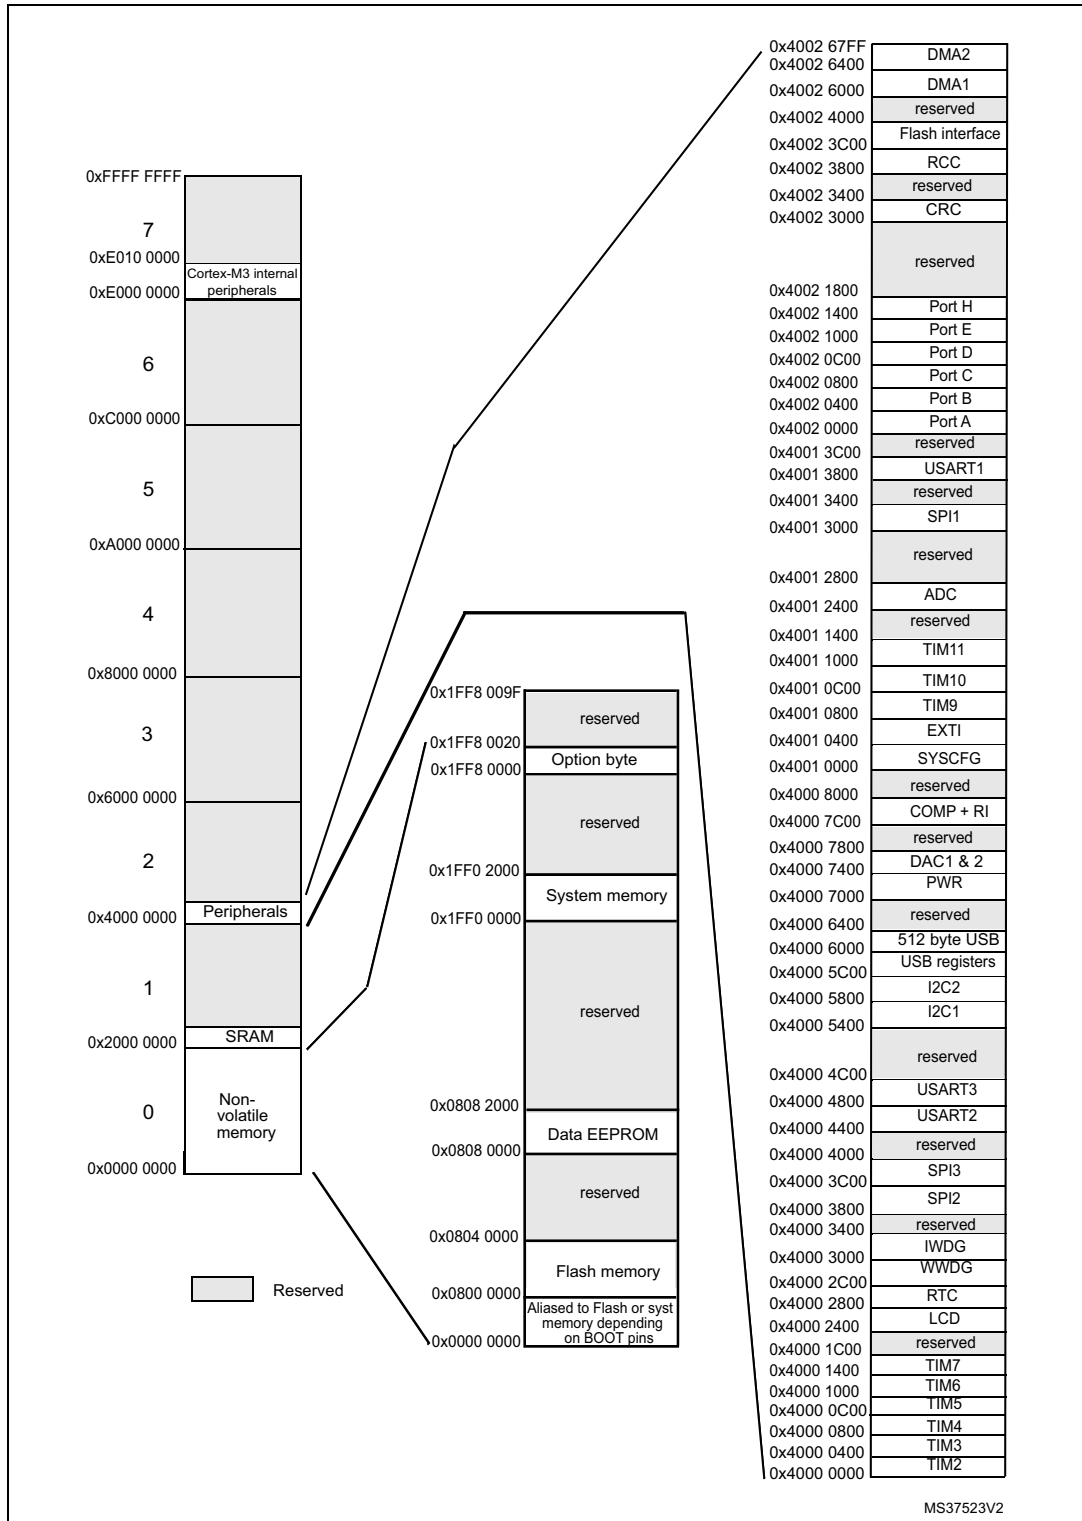 0xFFFF FFFF
7
0xE010 0000
Cortex-M3 internal
peripherals
0xE000 0000
6
0xC000 0000
5
0xA000 0000
4
0x8000 0000
3
0x6000 0000
2
Peripherals
0x4000 0000
1
SRAM
0x2000 0000
0
Non-
volatile
memory
0x0000 0000
Reserved
0x1FF8 009F
reserved
0x1FF8 0020
Option byte
0x1FF8 0000
reserved
0x1FF0 2000
System memory
0x1FF0 0000
reserved
0x0808 2000
Data EEPROM
0x0808 0000
reserved
0x0804 0000
Flash memory
0x0800 0000
Aliased to Flash or syst
memory depending
on BOOT pins
0x0000 0000
0x4002 67FF
DMA2
0x4002 6400
DMA1
0x4002 6000
reserved
0x4002 4000
Flash interface
0x4002 3C00
RCC
0x4002 3800
reserved
0x4002 3400
CRC
0x4002 3000
reserved
0x4002 1800
Port H
0x4002 1400
Port E
0x4002 1000
Port D
0x4002 0C00
Port C
0x4002 0800
Port B
0x4002 0400
Port A
0x4002 0000
reserved
0x4001 3C00
USART1
0x4001 3800
reserved
0x4001 3400
SPI1
0x4001 3000
reserved
0x4001 2800
ADC
0x4001 2400
reserved
0x4001 1400
TIM11
0x4001 1000
TIM10
0x4001 0C00
TIM9
0x4001 0800
EXTI
0x4001 0400
SYSCFG
0x4001 0000
reserved
0x4000 8000
COMP + RI
0x4000 7C00
reserved
0x4000 7800
DAC1 & 2
0x4000 7400
PWR
0x4000 7000
reserved
0x4000 6400
512 byte USB
0x4000 6000
USB registers
0x4000 5C00
I2C2
0x4000 5800
I2C1
0x4000 5400
reserved
0x4000 4C00
USART3
0x4000 4800
USART2
0x4000 4400
reserved
0x4000 4000
SPI3
0x4000 3C00
SPI2
0x4000 3800
reserved
0x4000 3400
IWDG
0x4000 3000
WWDG
0x4000 2C00
RTC
0x4000 2800
LCD
0x4000 2400
reserved
0x4000 1C00
TIM7
0x4000 1400
TIM6
0x4000 1000
TIM5
0x4000 0C00
TIM4
0x4000 0800
TIM3
0x4000 0400
TIM2
0x4000 0000
MS37523V2